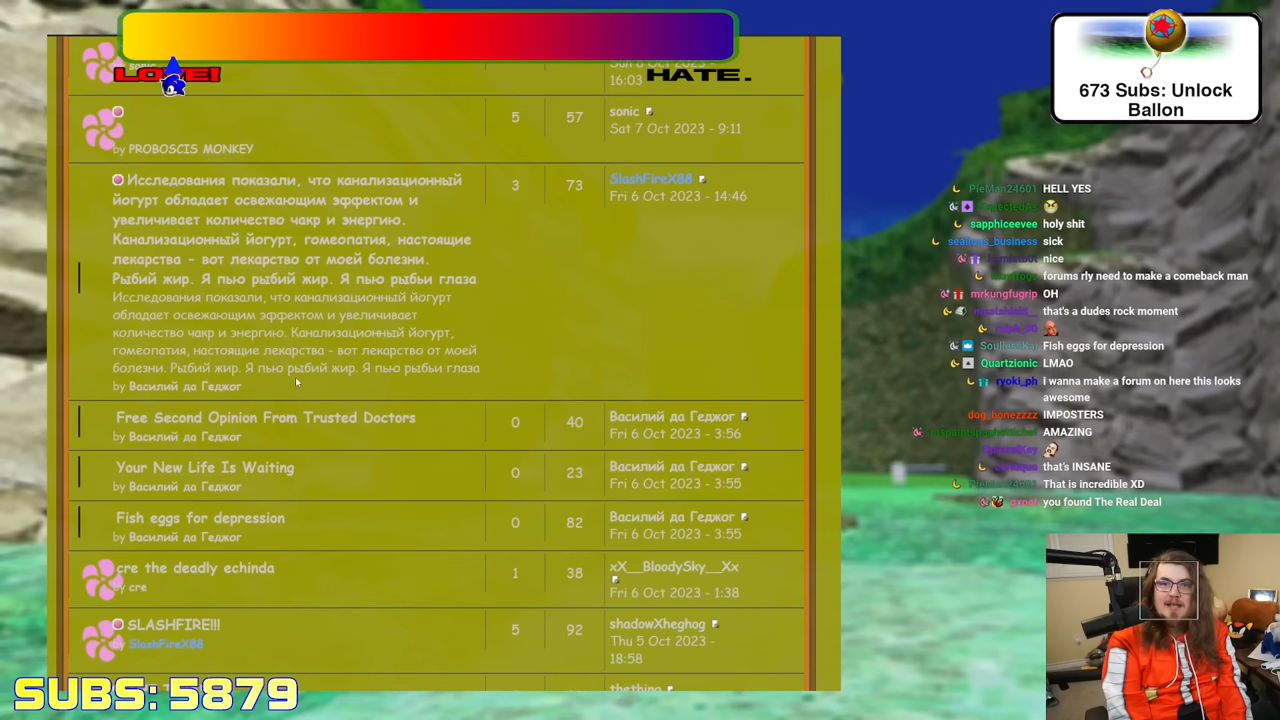 LOVE!
HATE.
Sun 8 Oct 2023 -
16:03
673 Subs: Unlock
Ballon
5 57 sonic
Sat 7 Oct 2023 - 9:11
by PROBOSCIS MONKEY
Исследования показали, что канализационный
йогурт обладает освежающим эффектом и
увеличивает количество чакр и энергию.
Канализационный йогурт, гомеопатия, настоящие
лекарства - вот лекарство от моей болезни.
Рыбий жир. Я пью рыбий жир. Я пью рыбьи глаза
Исследования показали, что канализационный йогурт
обладает освежающим эффектом и увеличивает
количество чакр и энергию. Канализационный йогурт,
гомеопатия, настоящие лекарства - вот лекарство от моей
болезни. Рыбий жир. Я пью рыбий жир. Я пью рыбьи глаза
by Василий да Геджог
3 73 SlashFireX88
Fri 6 Oct 2023 - 14:46
Free Second Opinion From Trusted Doctors
by Василий да Геджог
0 40 Василий да Геджог
Fri 6 Oct 2023 - 3:56
Your New Life Is Waiting
by Василий да Геджог
0 23 Василий да Геджог
Fri 6 Oct 2023 - 3:55
Fish eggs for depression
by Василий да Геджог
0 82 Василий да Геджог
Fri 6 Oct 2023 - 3:55
cre the deadly echinda
by cre
1 38 xX__BloodySky__Xx
Fri 6 Oct 2023 - 1:38
SLASHFIRE!!!
by SlashFireX88
5 92 shadowXheghog
Thu 5 Oct 2023 -
18:58
thething
SUBS: 5879
PieMan24601 HELL YES
sapphiceevee holy shit
sick
nice
forums rly need to make a comeback man
mrkungfugrip OH
that's a dudes rock moment
Fish eggs for depression
Quartzionic LMAO
ryoki_ph i wanna make a forum on here this looks
awesome
dog_bonezzzz IMPOSTERS
AMAZING
that's INSANE
PieMan24601 That is incredible XD
you found The Real Deal